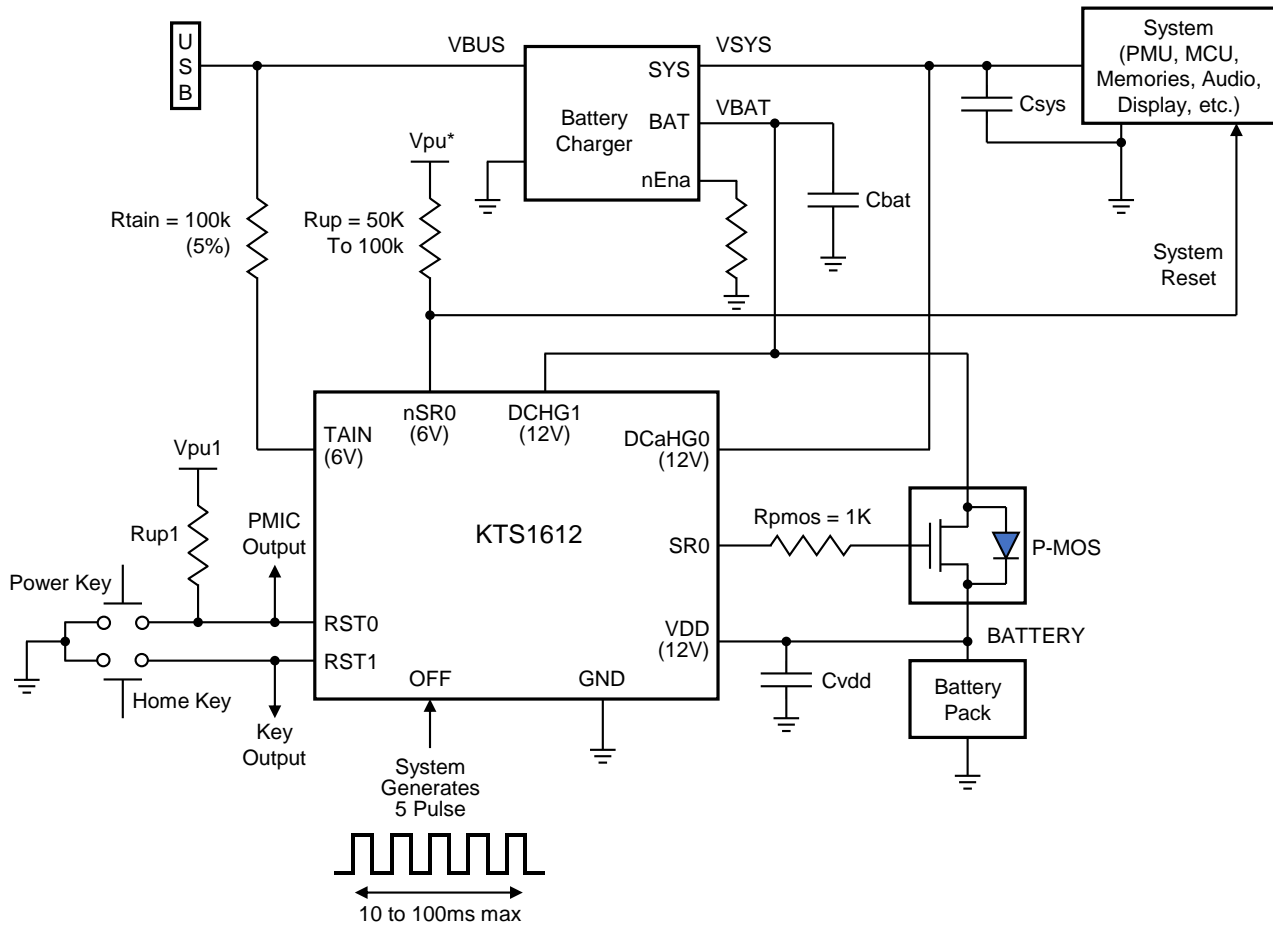 USB
VBUS
VSYS
SYS
VBAT
BAT
nEna
Battery
Charger
System
(PMU, MCU,
Memories, Audio,
Display, etc.)
Csys
Cbat
Vpu*
Rtain = 100k
(5%)
Rup = 50K
To 100k
System
Reset
nSR0
(6V)
DCHG1
(12V)
TAIN
(6V)
DCaHG0
(12V)
Vpu1
Rup1
PMIC
Output
KTS1612
SR0
Rpmos = 1K
P-MOS
Power Key
RST0
RST1
Home Key
Key
Output
OFF
GND
VDD
(12V)
BATTERY
Cvdd
Battery
Pack
System
Generates
5 Pulse
10 to 100ms max